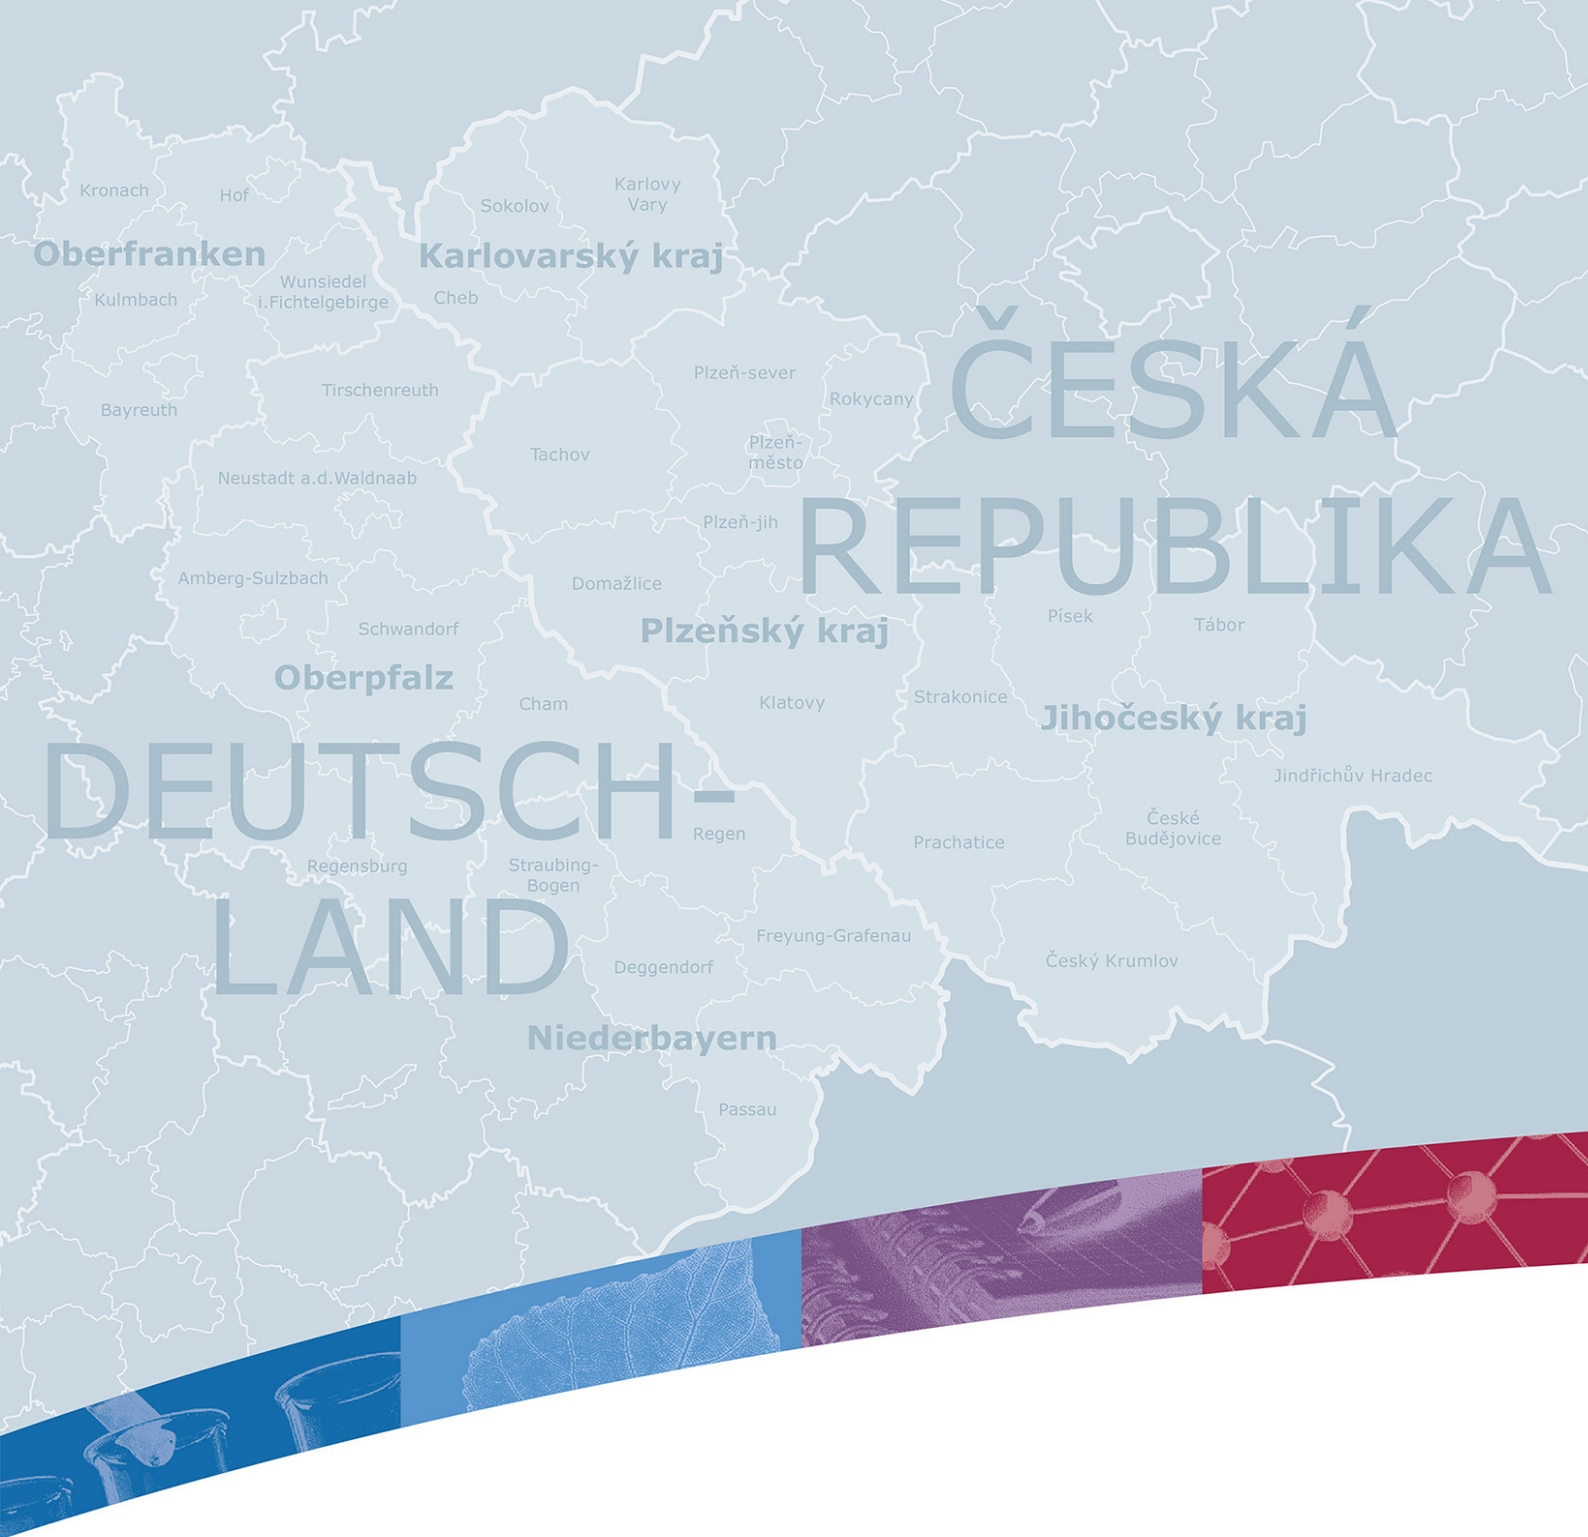 Kronach
Hof
Oberfranken
Wunsiedel
i.Fichtelgebirge
Kulmbach
Bayreuth
Sokolov
Karlovy
Vary
Karlovarský kraj
Cheb
Tirschenreuth
Neustadt a.d.Waldnaab
Amberg-Sulzbach
Schwandorf
Oberpfalz
Cham
Plzeň-sever
Rokycany
Tachov
Plzeň-
město
Plzeň-jih
Domažlice
Plzeňský kraj
Klatovy
ČESKÁ
REPUBLIKA
Písek
Tábor
Strakonice
Jihočeský kraj
Jindřichův Hradec
České
Budějovice
Prachatice
Český Krumlov
DEUTSCH-
LAND
Regen
Regensburg
Straubing-
Bogen
Freyung-Grafenau
Deggendorf
Niederbayern
Passau